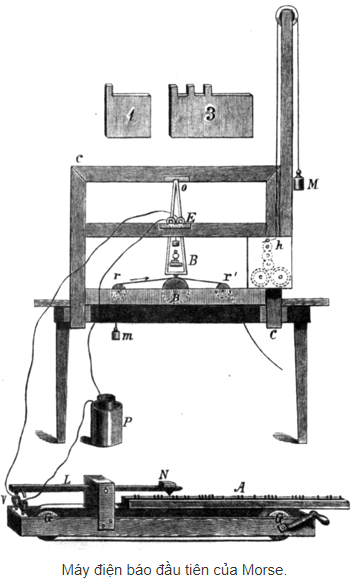 1 3
C
O
M
E
h
B
r r'
B
C
m
P
L N A
V
G G
Máy điện báo đầu tiên của Morse.